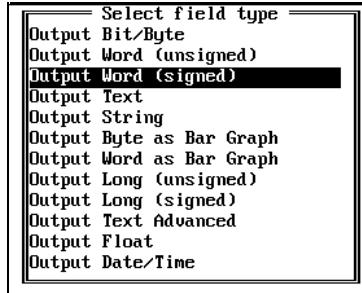 Select field type
Output Bit/Byte
Output Word (unsigned)
Output Word (signed)
Output Text
Output String
Output Byte as Bar Graph
Output Word as Bar Graph
Output Long (unsigned)
Output Long (signed)
Output Text Advanced
Output Float
Output Date/Time